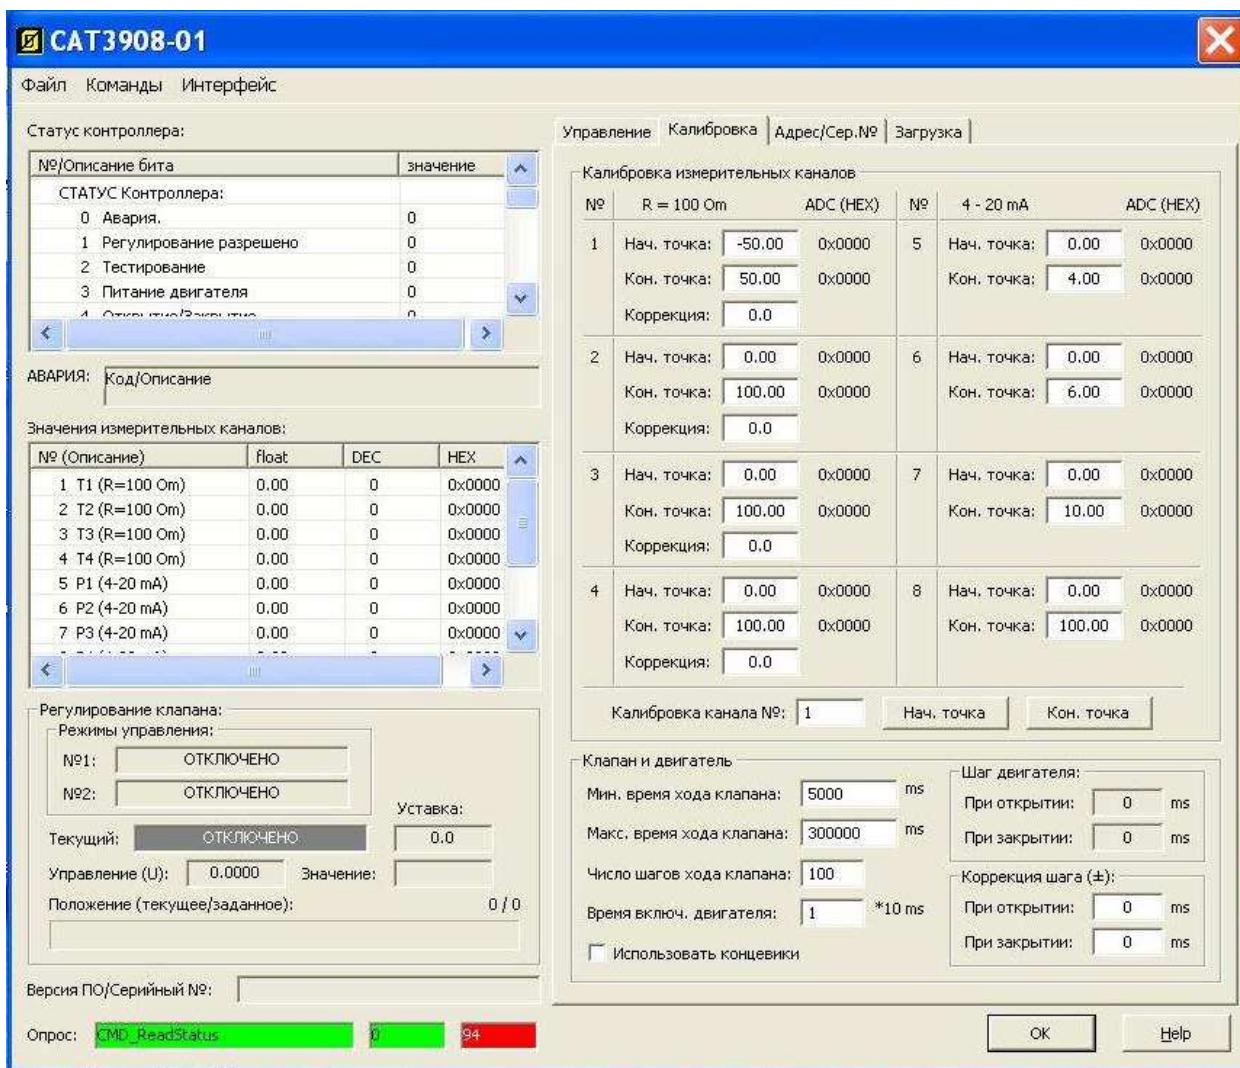 CAT3908-01
Файл Команды Интерфейс
Статус контроллера:
№/Описание бита значение
СТАТУС Контроллера:
0 Авария. 0
1 Регулирование разрешено 0
2 Тестирование 0
3 Питание двигателя 0
4 Открытие/Закрытие 0
АВАРИЯ: Код/Описание
Значения измерительных каналов:
№ (Описание) float DEC HEX
1 T1 (R=100 Om) 0.00 0 0x0000
2 T2 (R=100 Om) 0.00 0 0x0000
3 T3 (R=100 Om) 0.00 0 0x0000
4 T4 (R=100 Om) 0.00 0 0x0000
5 P1 (4-20 mA) 0.00 0 0x0000
6 P2 (4-20 mA) 0.00 0 0x0000
7 P3 (4-20 mA) 0.00 0 0x0000
Регулирование клапана:
Режимы управления:
№1: ОТКЛЮЧЕНО
№2: ОТКЛЮЧЕНО
Уставка:
Текущий: ОТКЛЮЧЕНО 0.0
Управление (U): 0.0000 Значение:
Положение (текущее/заданное): 0 / 0
Версия ПО/Серийный №:
Опрос: CMD_ReadStatus 0 94
Управление Калибровка Адрес/Сер.№ Загрузка
Калибровка измерительных каналов
№ R = 100 Om ADC (HEX) № 4 - 20 mA ADC (HEX)
1 Нач. точка: -50.00 0x0000 5 Нач. точка: 0.00 0x0000
Кон. точка: 50.00 0x0000 Кон. точка: 4.00 0x0000
Коррекция: 0.0
2 Нач. точка: 0.00 0x0000 6 Нач. точка: 0.00 0x0000
Кон. точка: 100.00 0x0000 Кон. точка: 6.00 0x0000
Коррекция: 0.0
3 Нач. точка: 0.00 0x0000 7 Нач. точка: 0.00 0x0000
Кон. точка: 100.00 0x0000 Кон. точка: 10.00 0x0000
Коррекция: 0.0
4 Нач. точка: 0.00 0x0000 8 Нач. точка: 0.00 0x0000
Кон. точка: 100.00 0x0000 Кон. точка: 100.00 0x0000
Коррекция: 0.0
Калибровка канала №: 1 Нач. точка Кон. точка
Клапан и двигатель
Мин. время хода клапана: 5000 ms
Макс. время хода клапана: 300000 ms
Число шагов хода клапана: 100
Время включ. двигателя: 1 *10 ms
Использовать концевики
Шаг двигателя:
При открытии: 0 ms
При закрытии: 0 ms
Коррекция шага (±):
При открытии: 0 ms
При закрытии: 0 ms
OK Help